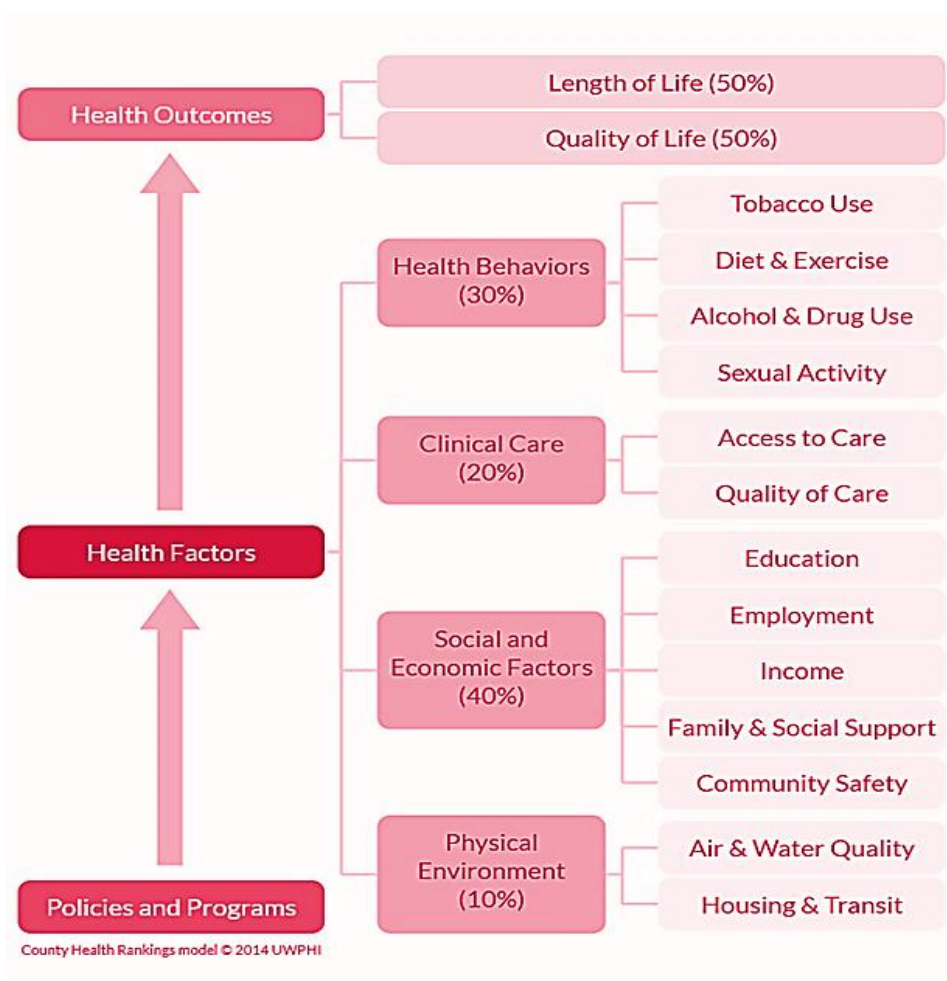 Health Outcomes
Length of Life (50%)
Quality of Life (50%)
Health Factors
Health Behaviors
(30%)
Tobacco Use
Diet & Exercise
Alcohol & Drug Use
Sexual Activity
Clinical Care
(20%)
Access to Care
Quality of Care
Social and
Economic Factors
(40%)
Education
Employment
Income
Family & Social Support
Community Safety
Physical
Environment
(10%)
Air & Water Quality
Housing & Transit
Policies and Programs
County Health Rankings model © 2014 UWPHI